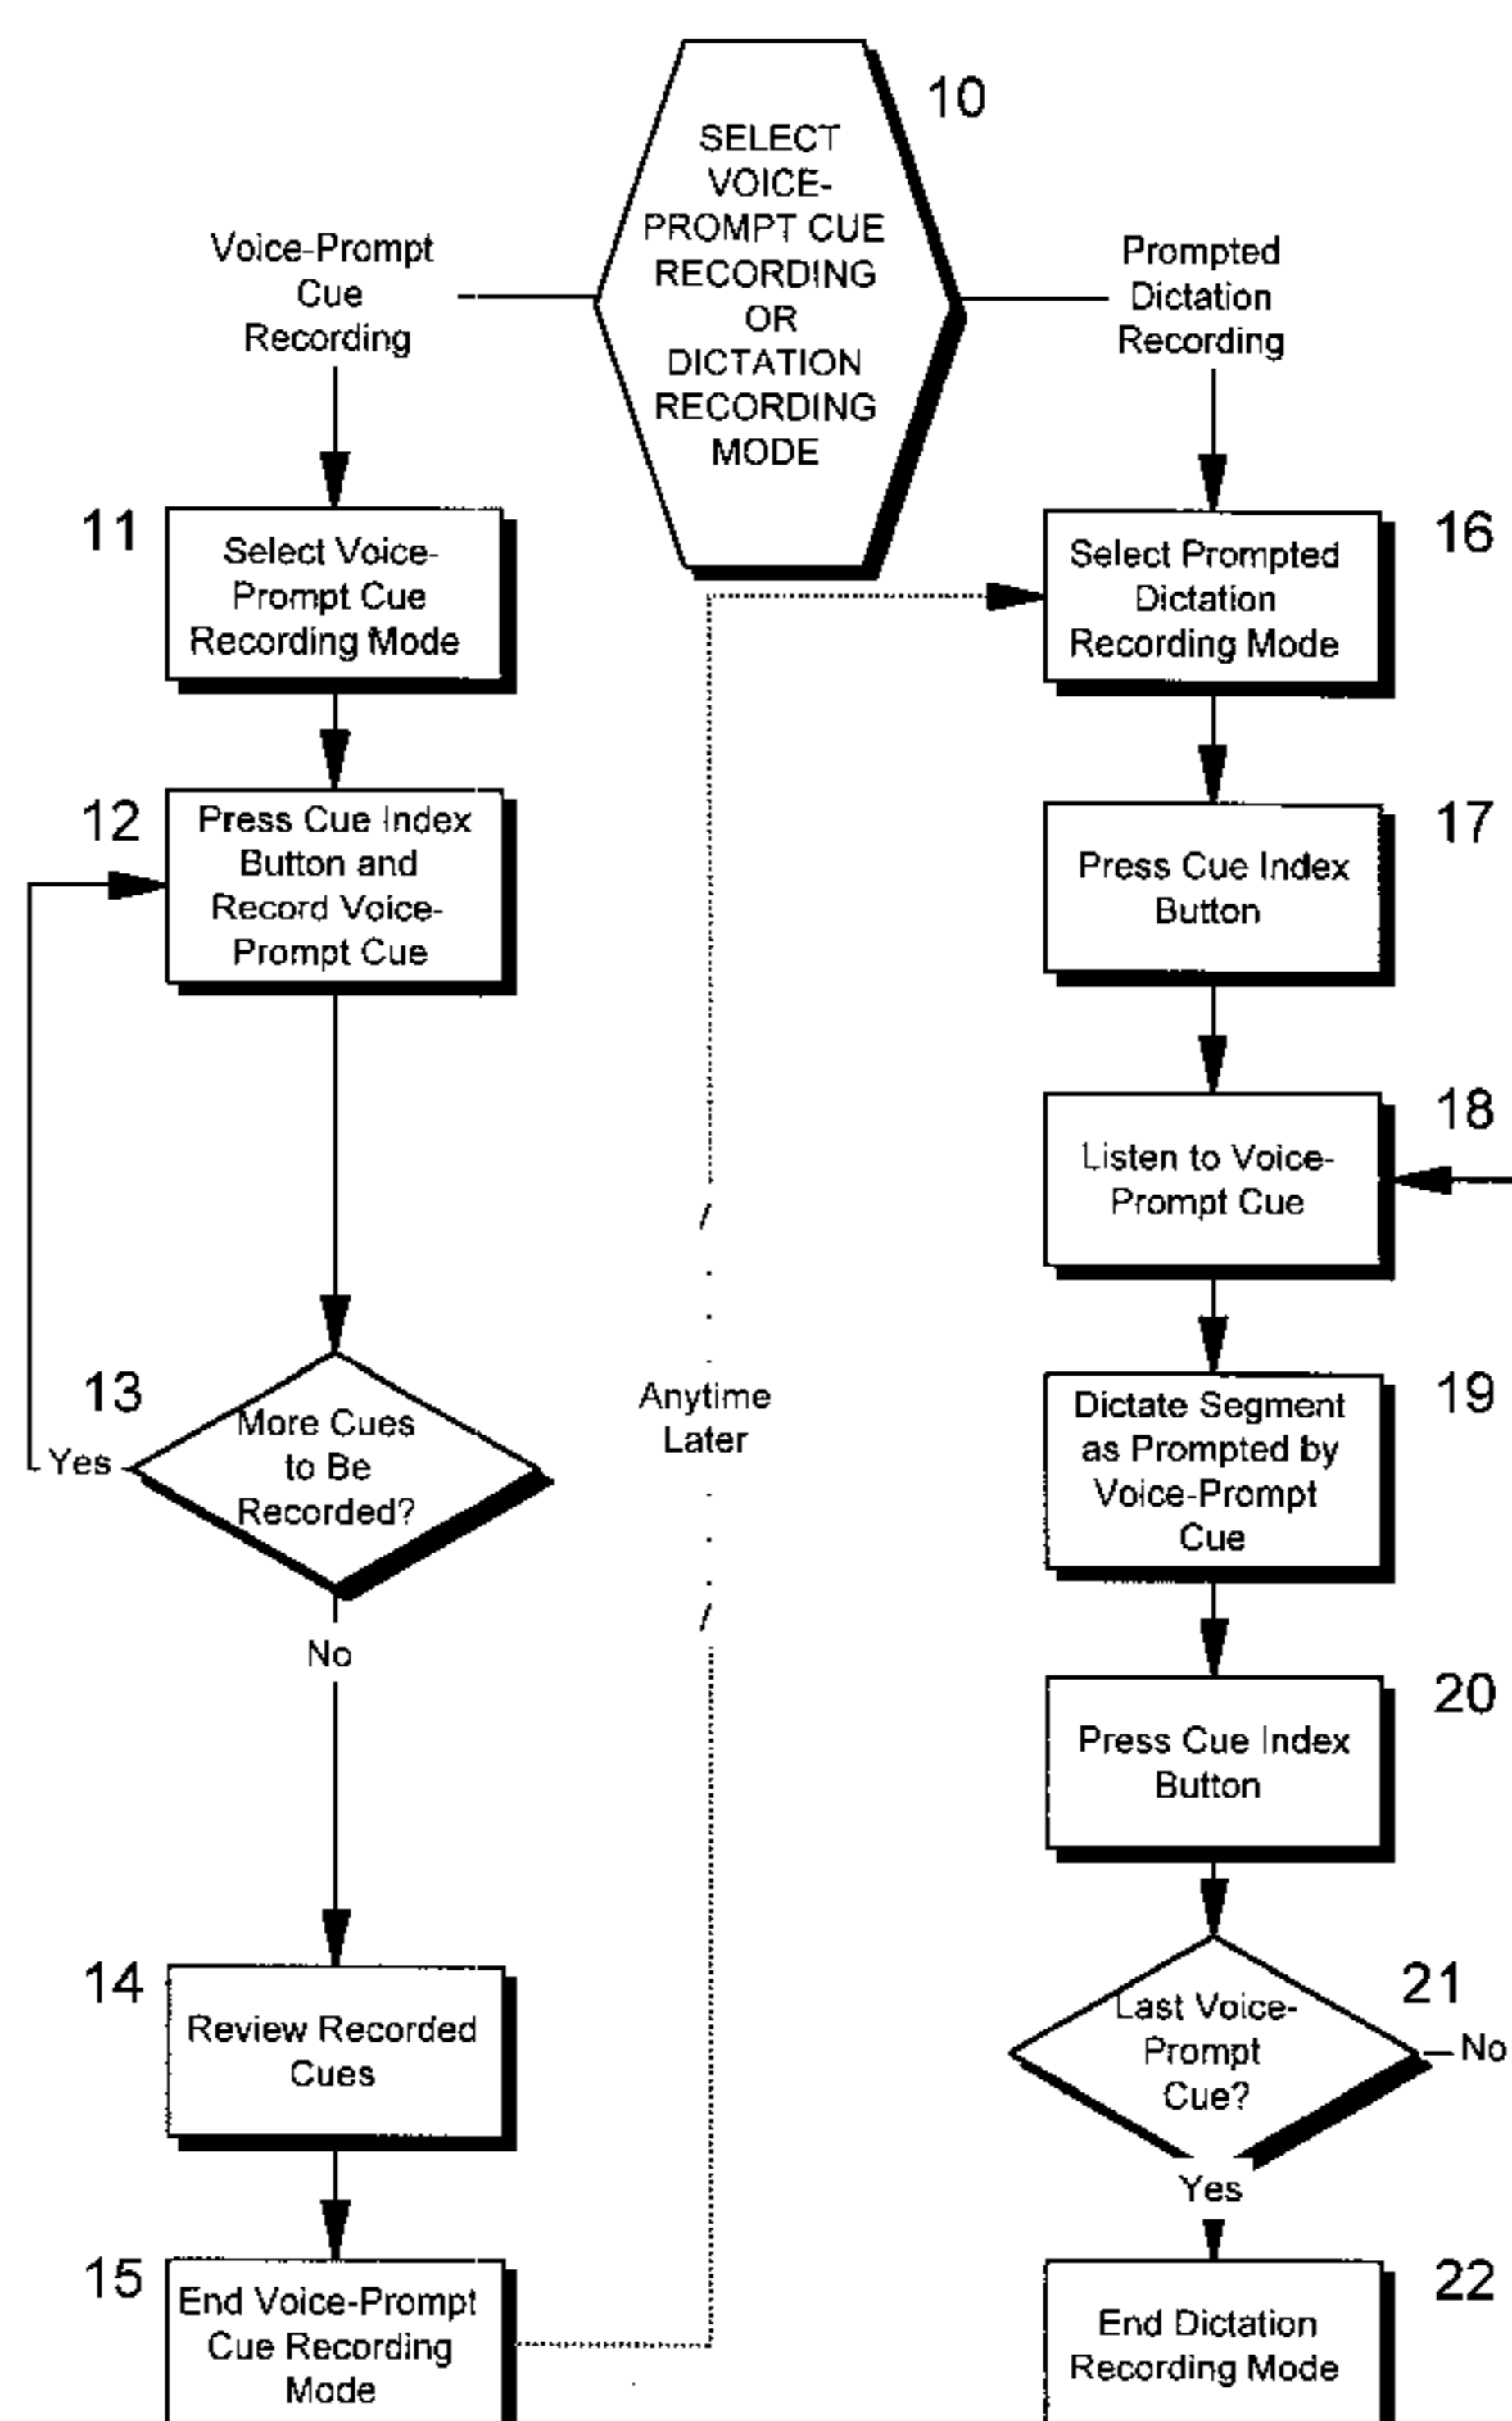 10
SELECT
VOICE-
PROMPT CUE
RECORDING
OR
DICTATION
RECORDING
MODE
Voice-Prompt
Cue
Recording
11
Select Voice-
Prompt Cue
Recording Mode
12
Press Cue Index
Button and
Record Voice-
Prompt Cue
13
More Cues
to Be
Recorded?
Yes
No
14
Review Recorded
Cues
15
End Voice-Prompt
Cue Recording
Mode
Anytime
Later
Prompted
Dictation
Recording
16
Select Prompted
Dictation
Recording Mode
17
Press Cue Index
Button
18
Listen to Voice-
Prompt Cue
19
Dictate Segment
as Prompted by
Voice-Prompt
Cue
20
Press Cue Index
Button
21
Last Voice-
Prompt
Cue?
No
Yes
22
End Dictation
Recording Mode